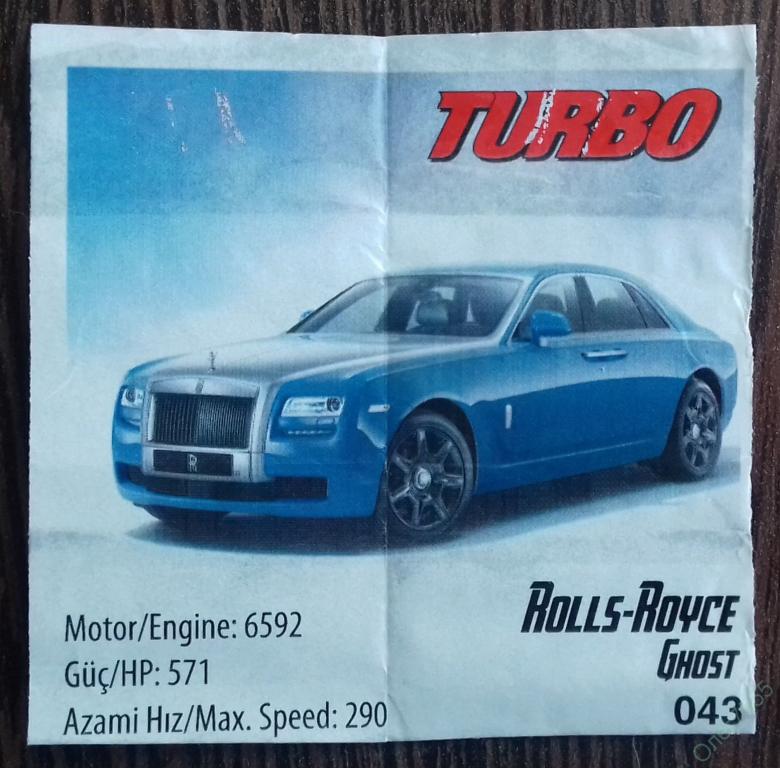 TURBO
Motor/Engine: 6592
Güç/HP: 571
Azami Hız/Max. Speed: 290
ROLLS-ROYCE
GHOST
043